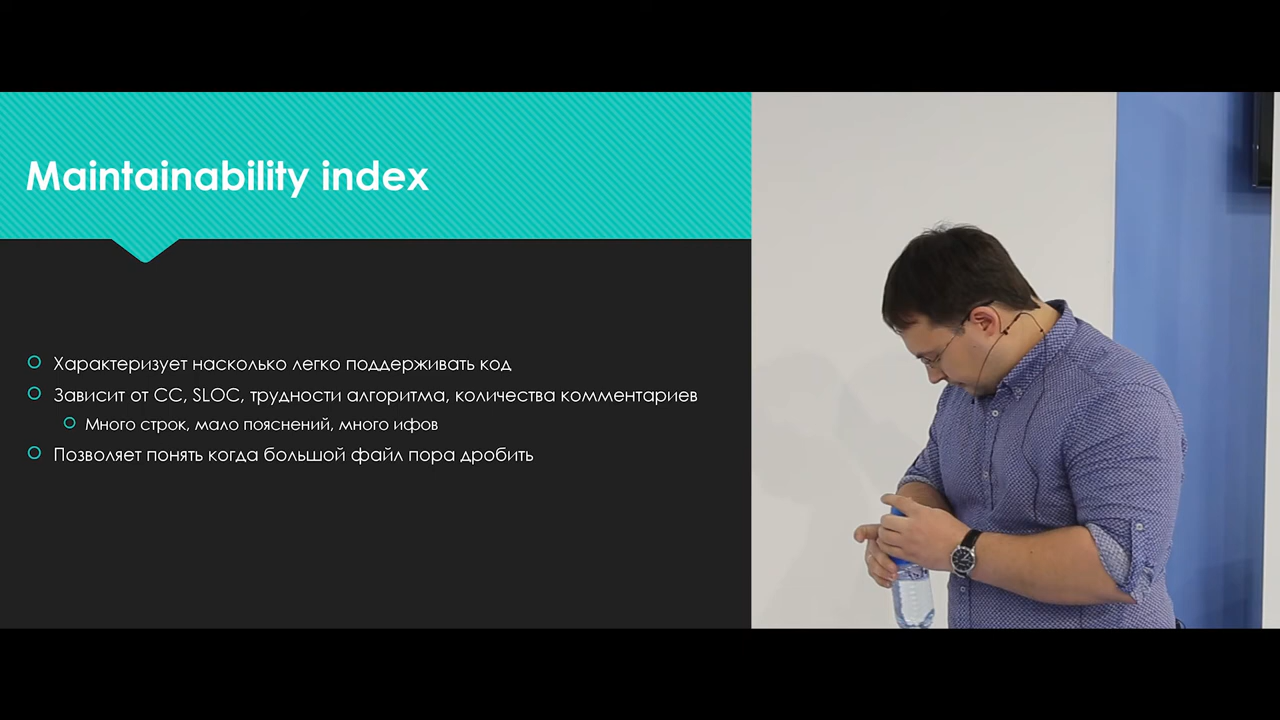 Maintainability index
Характеризует насколько легко поддерживать код
Зависит от CC, SLOC, трудности алгоритма, количества комментариев
Много строк, мало пояснений, много ифов
Позволяет понять когда большой файл пора дробить